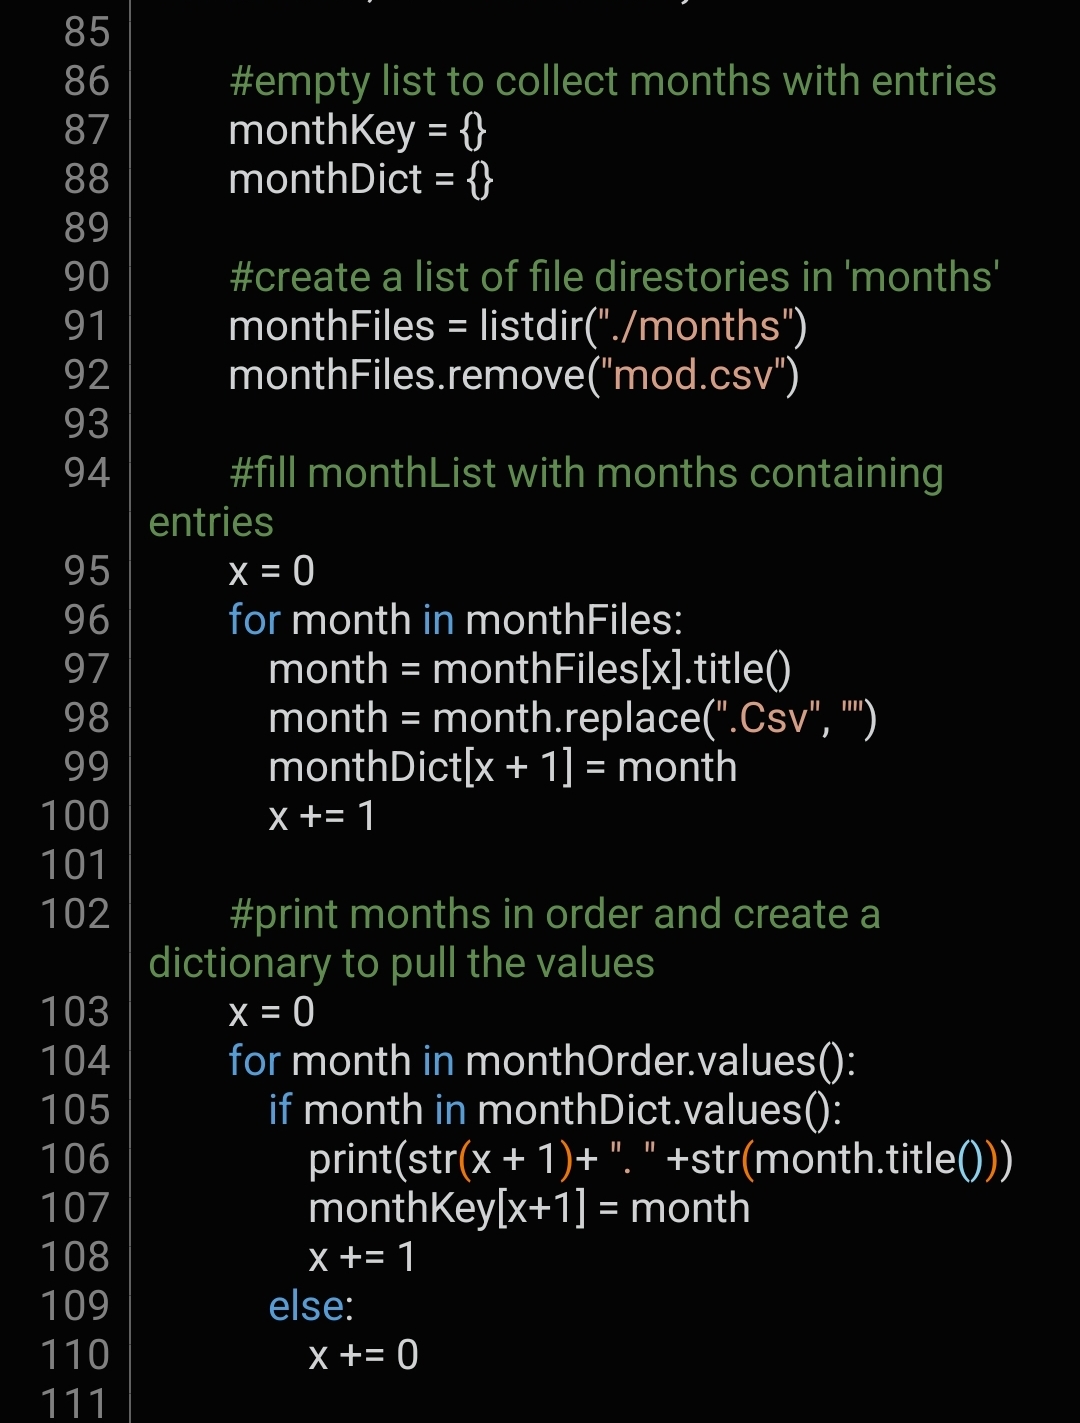 85
86 #empty list to collect months with entries
87 monthKey = {}
88 monthDict = {}
89
90 #create a list of file direstories in 'months'
91 monthFiles = listdir("./months")
92 monthFiles.remove("mod.csv")
93
94 #fill monthList with months containing
entries
95 x = 0
96 for month in monthFiles:
97 month = monthFiles[x].title()
98 month = month.replace(".Csv", "")
99 monthDict[x + 1] = month
100 x += 1
101
102 #print months in order and create a
dictionary to pull the values
103 x = 0
104 for month in monthOrder.values():
105 if month in monthDict.values():
106 print(str(x + 1)+ ". " +str(month.title()))
107 monthKey[x+1] = month
108 x += 1
109 else:
110 x += 0
111